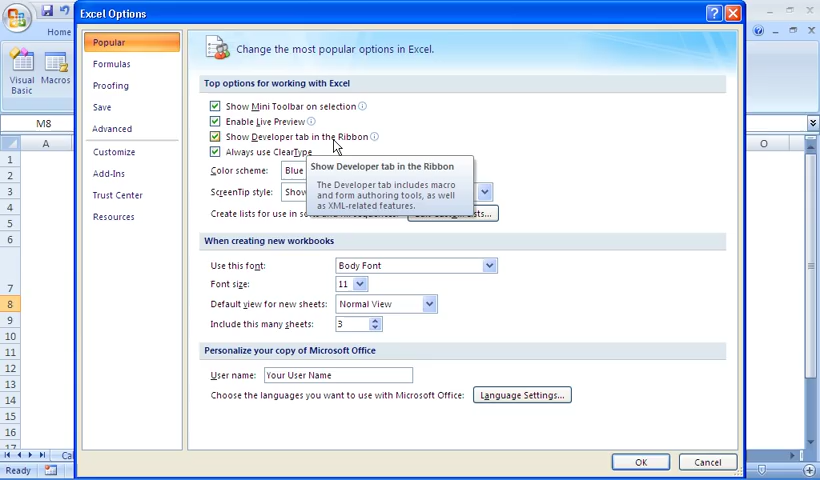 Excel Options
Home
Visual Basic
Macros
M8
A
O
1
2
3
4
5
6
7
8
9
10
11
12
13
14
15
16
17
Ready
Popular
Formulas
Proofing
Save
Advanced
Customize
Add-Ins
Trust Center
Resources
Change the most popular options in Excel.
Top options for working with Excel
Show Mini Toolbar on selection
Enable Live Preview
Show Developer tab in the Ribbon
Always use ClearType
Color scheme: Blue
ScreenTip style: Show
Create lists for use in
Show Developer tab in the Ribbon
The Developer tab includes macro
and form authoring tools, as well
as XML-related features.
When creating new workbooks
Use this font: Body Font
Font size: 11
Default view for new sheets: Normal View
Include this many sheets: 3
Personalize your copy of Microsoft Office
User name: Your User Name
Choose the languages you want to use with Microsoft Office: Language Settings...
OK Cancel